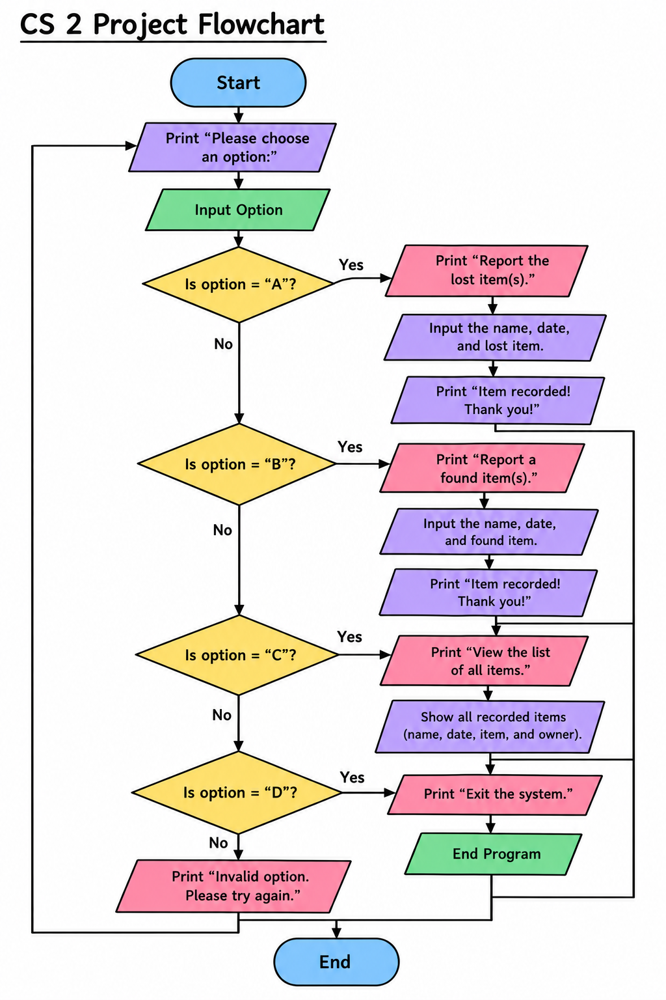 CS 2 Project Flowchart
Start
Print “Please choose
an option:”
Input Option
Is option = “A”?
Yes
Print “Report the
lost item(s).”
Input the name, date,
and lost item.
No
Print “Item recorded!
Thank you!”
Is option = “B”?
Yes
Print “Report a
found item(s).”
Input the name, date,
and found item.
No
Print “Item recorded!
Thank you!”
Is option = “C”?
Yes
Print “View the list
of all items.”
No
Show all recorded items
(name, date, item, and owner).
Is option = “D”?
Yes
Print “Exit the system.”
No
End Program
Print “Invalid option.
Please try again.”
End